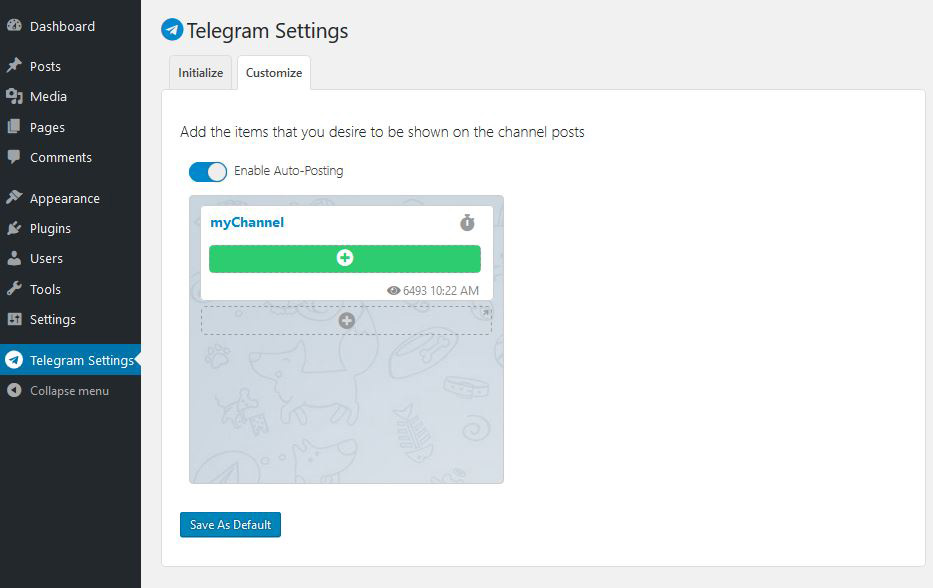 Dashboard
Posts
Media
Pages
Comments
Appearance
Plugins
Users
Tools
Settings
Telegram Settings
Collapse menu
Telegram Settings
Initialize
Customize
Add the items that you desire to be shown on the channel posts
Enable Auto-Posting
myChannel
6493 10:22 AM
Save As Default